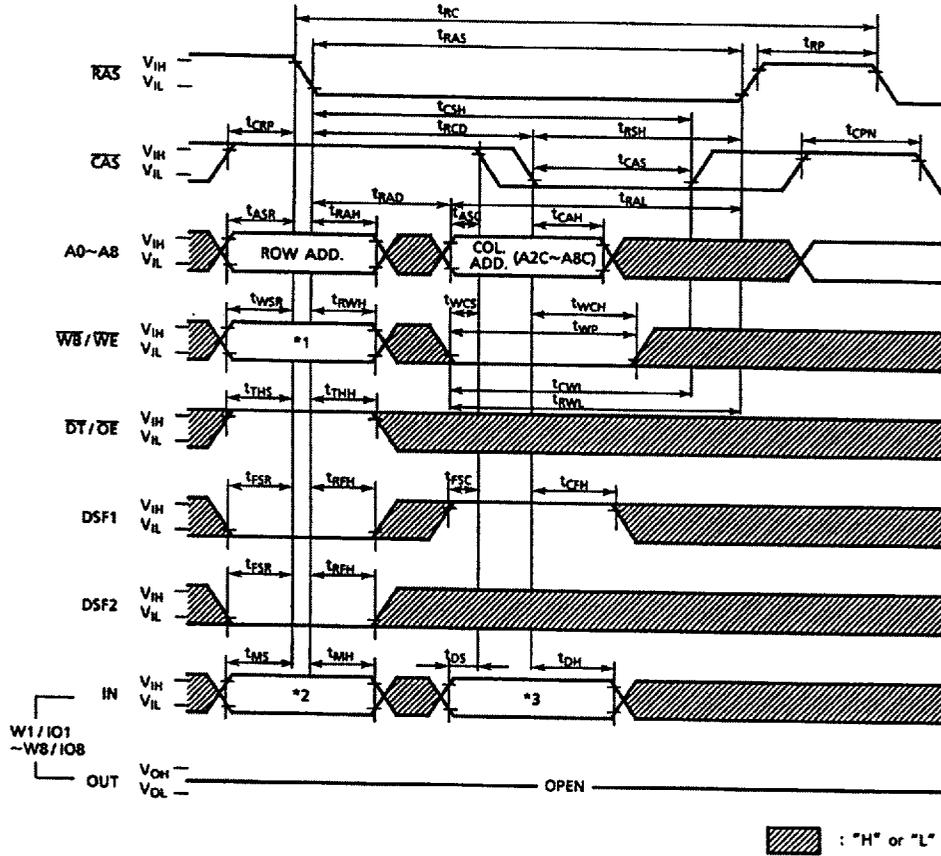 tRC
tRAS
tRP
RAS
VIH
VIL
tCSH
tCRP
tRCD
tRSH
tCPN
CAS
VIH
VIL
tCAS
tRAD
tRAL
tASR
tRAH
tASC
tCAH
A0~A8
VIH
VIL
ROW ADD.
COL. ADD. (A2C~A8C)
tWSR
tRWH
tWCS
tWCH
tWP
WB/WE
VIH
VIL
*1
tCWL
tRWL
tTHS
tTHH
DT/OE
VIH
VIL
tFSR
tRFH
tFSC
tCFH
DSF1
VIH
VIL
tFSR
tRFH
DSF2
VIH
VIL
tMS
tMH
tDS
tDH
IN
VIH
VIL
*2
*3
W1/IO1
~W8/IO8
OUT
VOH
VOL
OPEN
: "H" or "L"